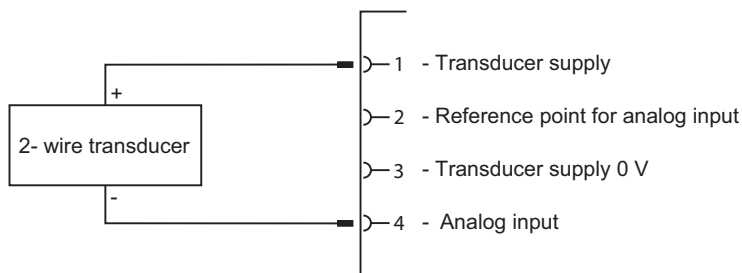 1 - Transducer supply
+
2 - Reference point for analog input
2- wire transducer
3 - Transducer supply 0 V
-
4 - Analog input